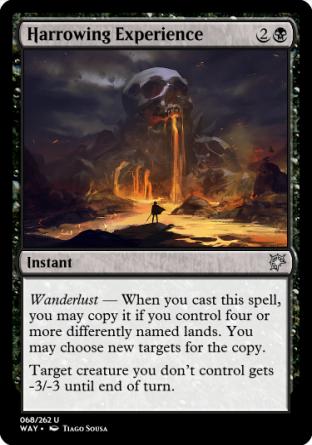 Harrowing Experience 2
Instant
Wanderlust — When you cast this spell,
you may copy it if you control four or
more differently named lands. You
may choose new targets for the copy.
Target creature you don't control gets
-3/-3 until end of turn.
068/262 U
WAY • Tiago Sousa